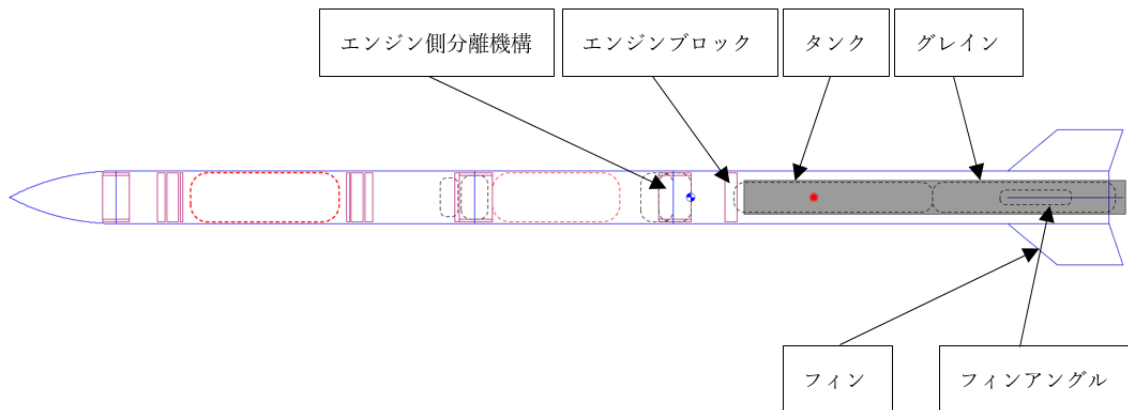 エンジン側分離機構
エンジンブロック
タンク
グレイン
フィン
フィンアングル